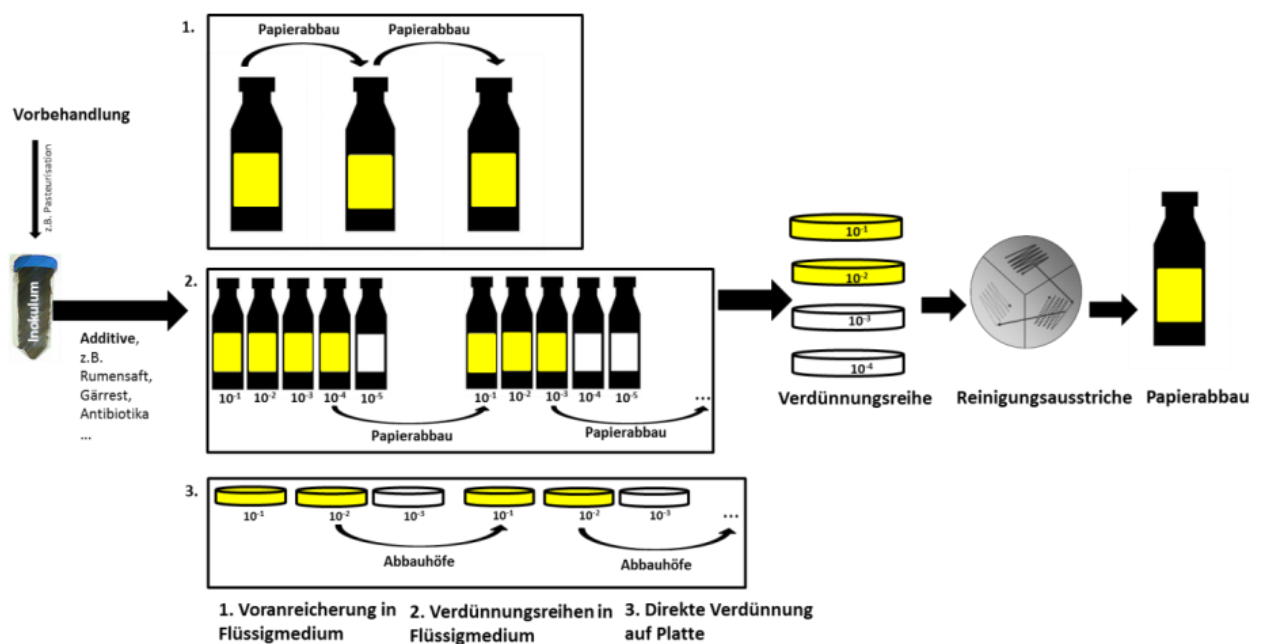 Vorbehandlung
z.B. Pasteurisation
Inokulum
Additive,
z.B.
Rumensaft,
Gärrest,
Antibiotika
...
1.
Papierabbau Papierabbau
2.
10-1 10-2 10-3 10-4 10-5 10-1 10-2 10-3 10-4 10-5 ...
Papierabbau Papierabbau
3.
10-1 10-2 10-3 10-1 10-2 10-3 ...
Abbauhöfe Abbauhöfe
1. Voranreicherung in
Flüssigmedium
2. Verdünnungsreihen in
Flüssigmedium
3. Direkte Verdünnung
auf Platte
10-1
10-2
10-3
10-4
Verdünnungsreihe Reinigungsausstriche Papierabbau